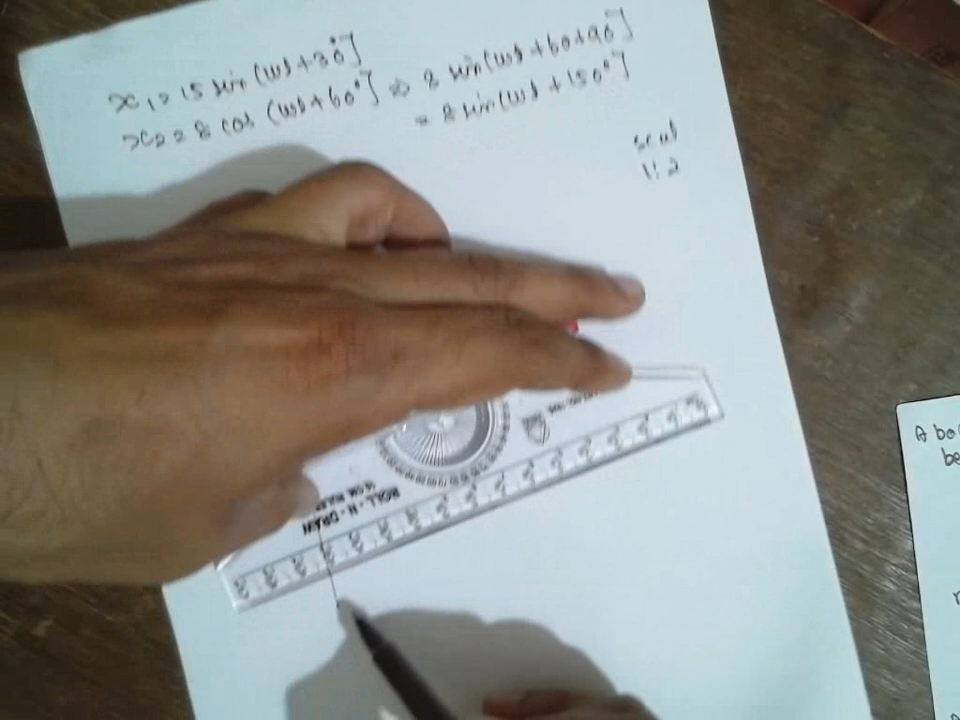 x₁ = 15 sin (ωt + 30°)
x₂ = 8 cos (ωt + 60°) ⇒ 8 sin (ωt + 60 + 90°)
= 8 sin (ωt + 150°)
1:2
ROLL-N-DRAW
A bo
be